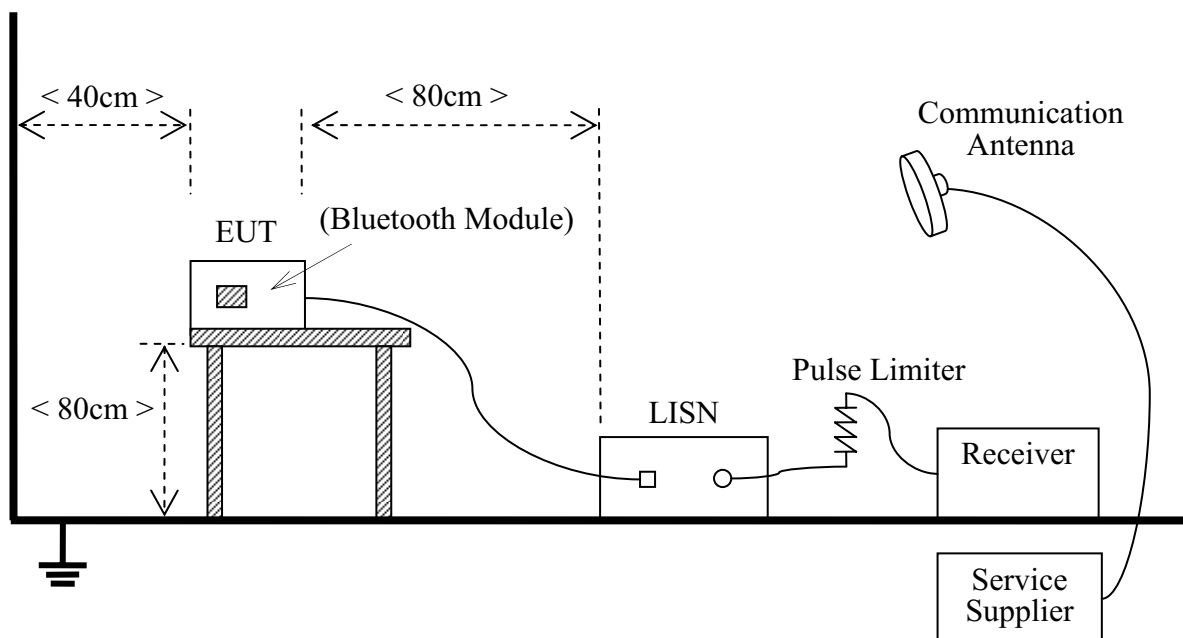 < 40cm >
< 80cm >
Communication
Antenna
(Bluetooth Module)
EUT
Pulse Limiter
< 80cm >
LISN
Receiver
Service
Supplier